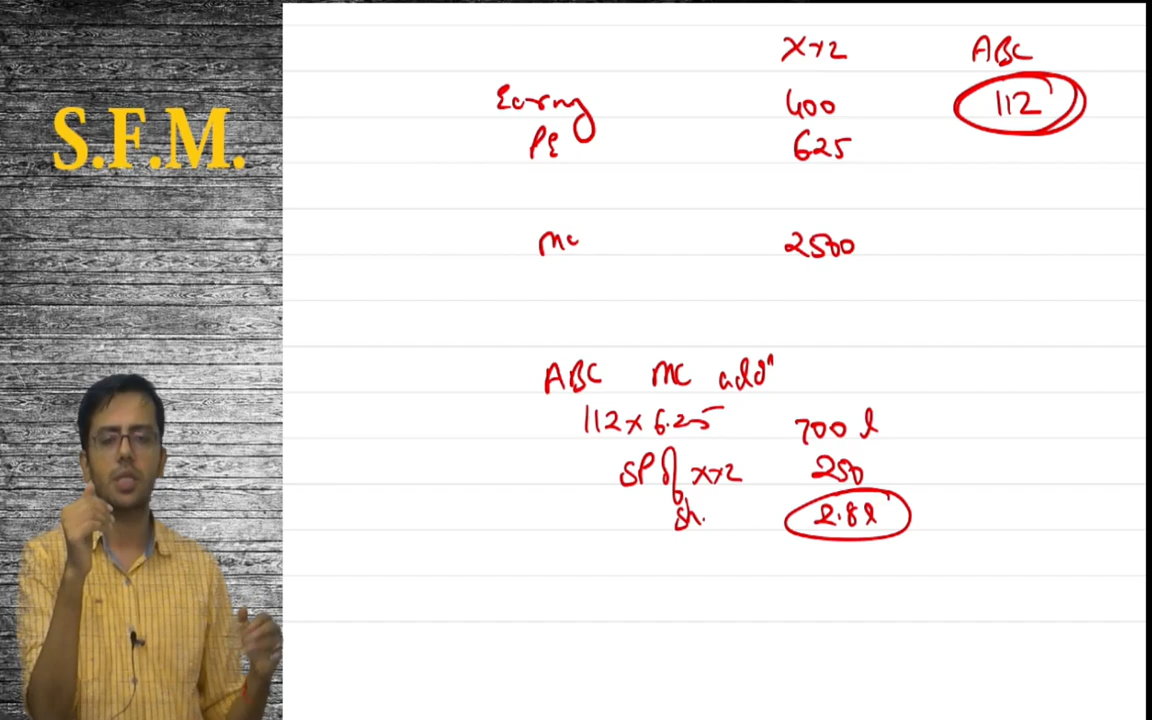 S.F.M.
XYZ ABC
Earning 400 112
PE 625
MC 2500
ABC MC addⁿ
112 x 6.25 700 l
SP of XYZ 250
Sh. 2.8 l